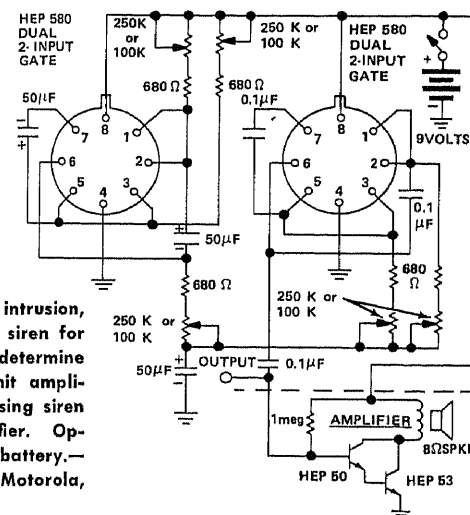 HEP 580
DUAL
2-INPUT
GATE
250K
or
100K
250 K or
100 K
HEP 580
DUAL
2-INPUT
GATE
680 Ω
680 Ω
0.1μF
50μF
9VOLTS
8
7
1
6
2
5
4
3
8
7
1
6
2
5
4
3
0.1
μF
50μF
680 Ω
680
Ω
250 K or
100 K
250 K or
100 K
50μF
OUTPUT
0.1μF
1meg
AMPLIFIER
8ΩSPKR
HEP 50
HEP 53
intrusion,
siren for
determine
nit ampli-
sing siren
fier. Op-
battery.—
Motorola,